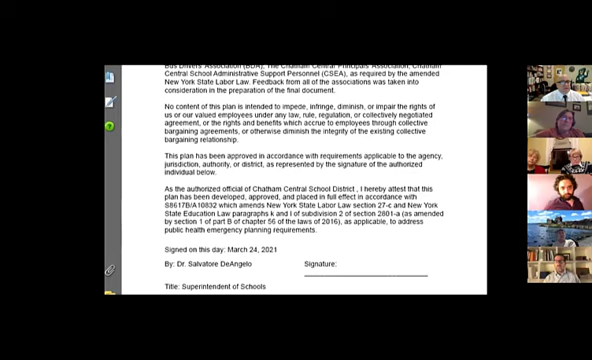 Bus Drivers' Association (BDA), The Chatham Central Principals' Association, Chatham
Central School Administrative Support Personnel (CSEA), as required by the amended
New York State Labor Law. Feedback from all of the associations was taken into
consideration in the preparation of the final document.
No content of this plan is intended to impede, infringe, diminish, or impair the rights of
us or our valued employees under any law, rule, regulation, or collectively negotiated
agreement, or the rights and benefits which accrue to employees through collective
bargaining agreements, or otherwise diminish the integrity of the existing collective
bargaining relationship.
This plan has been approved in accordance with requirements applicable to the agency,
jurisdiction, authority, or district, as represented by the signature of the authorized
individual below.
As the authorized official of Chatham Central School District , I hereby attest that this
plan has been developed, approved, and placed in full effect in accordance with
S8617B/A10832 which amends New York State Labor Law section 27-c and New York
State Education Law paragraphs k and l of subdivision 2 of section 2801-a (as amended
by section 1 of part B of chapter 56 of the laws of 2016), as applicable, to address
public health emergency planning requirements.
Signed on this day: March 24, 2021
By: Dr. Salvatore DeAngelo Signature:
Title: Superintendent of Schools